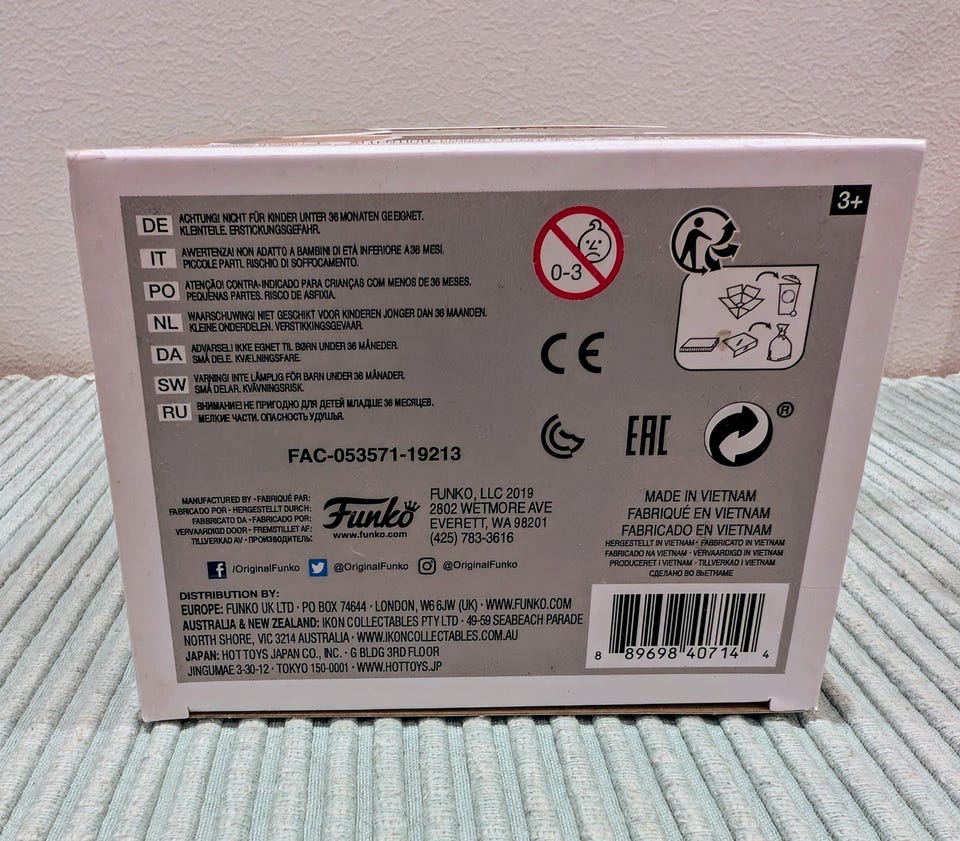 3+
DE ACHTUNG! NICHT FÜR KINDER UNTER 36 MONATEN GEEIGNET.
KLEINTEILE. ERSTICKUNGSGEFAHR.
IT AWERTENZA! NON ADATTO A BAMBINI DI ETÀ INFERIORE A 36 MESI.
PICCOLE PARTI. RISCHIO DI SOFFOCAMENTO.
PO ATENÇÃO! CONTRA-INDICADO PARA CRIANÇAS COM MENOS DE 36 MESES.
PEQUENAS PARTES. RISCO DE ASFIXIA.
NL WAARSCHUWING! NIET GESCHIKT VOOR KINDEREN JONGER DAN 36 MAANDEN.
KLEINE ONDERDELEN. VERSTIKKINGSGEVAAR.
DA ADVARSEL! IKKE EGNET TIL BØRN UNDER 36 MÅNEDER.
SMÅ DELE. KVÆLNINGSFARE.
SW VARNING! INTE LÄMPLIG FÖR BARN UNDER 36 MÅNADER.
SMÅ DELAR. KVÄVNINGSRISK.
RU ВНИМАНИЕ! НЕ ПРИГОДНО ДЛЯ ДЕТЕЙ МЛАДШЕ 36 МЕСЯЦЕВ.
МЕЛКИЕ ЧАСТИ. ОПАСНОСТЬ УДУШЬЯ.
0-3
CE
EAC
®
FAC-053571-19213
MANUFACTURED BY · FABRIQUÉ PAR:
FABRICADO POR · HERGESTELLT DURCH:
FABBRICATO DA · FABRICADO POR:
VERVAARDIGD DOOR · FREMSTILLET AF:
TILLVERKAD AV · ПРОИЗВОДИТЕЛЬ:
Funko
www.funko.com
FUNKO, LLC 2019
2802 WETMORE AVE
EVERETT, WA 98201
(425) 783-3616
MADE IN VIETNAM
FABRIQUÉ EN VIETNAM
FABRICADO EN VIETNAM
HERGESTELLT IN VIETNAM · FABBRICATO IN VIETNAM
FABRICADO NA VIETNAM · VERVAARDIGD IN VIETNAM
PRODUCERET I VIETNAM · TILLVERKAD I VIETNAM
СДЕЛАНО ВО ВЬЕТНАМЕ
/OriginalFunko @OriginalFunko @OriginalFunko
DISTRIBUTION BY:
EUROPE: FUNKO UK LTD · PO BOX 74644 · LONDON, W6 6JW (UK) · WWW.FUNKO.COM
AUSTRALIA & NEW ZEALAND: IKON COLLECTABLES PTY LTD · 49-59 SEABEACH PARADE
NORTH SHORE, VIC 3214 AUSTRALIA · WWW.IKONCOLLECTABLES.COM.AU
JAPAN: HOT TOYS JAPAN CO., INC. · G BLDG 3RD FLOOR
JINGUMAE 3-30-12 · TOKYO 150-0001 · WWW.HOTTOYS.JP
8 89698 40714 4